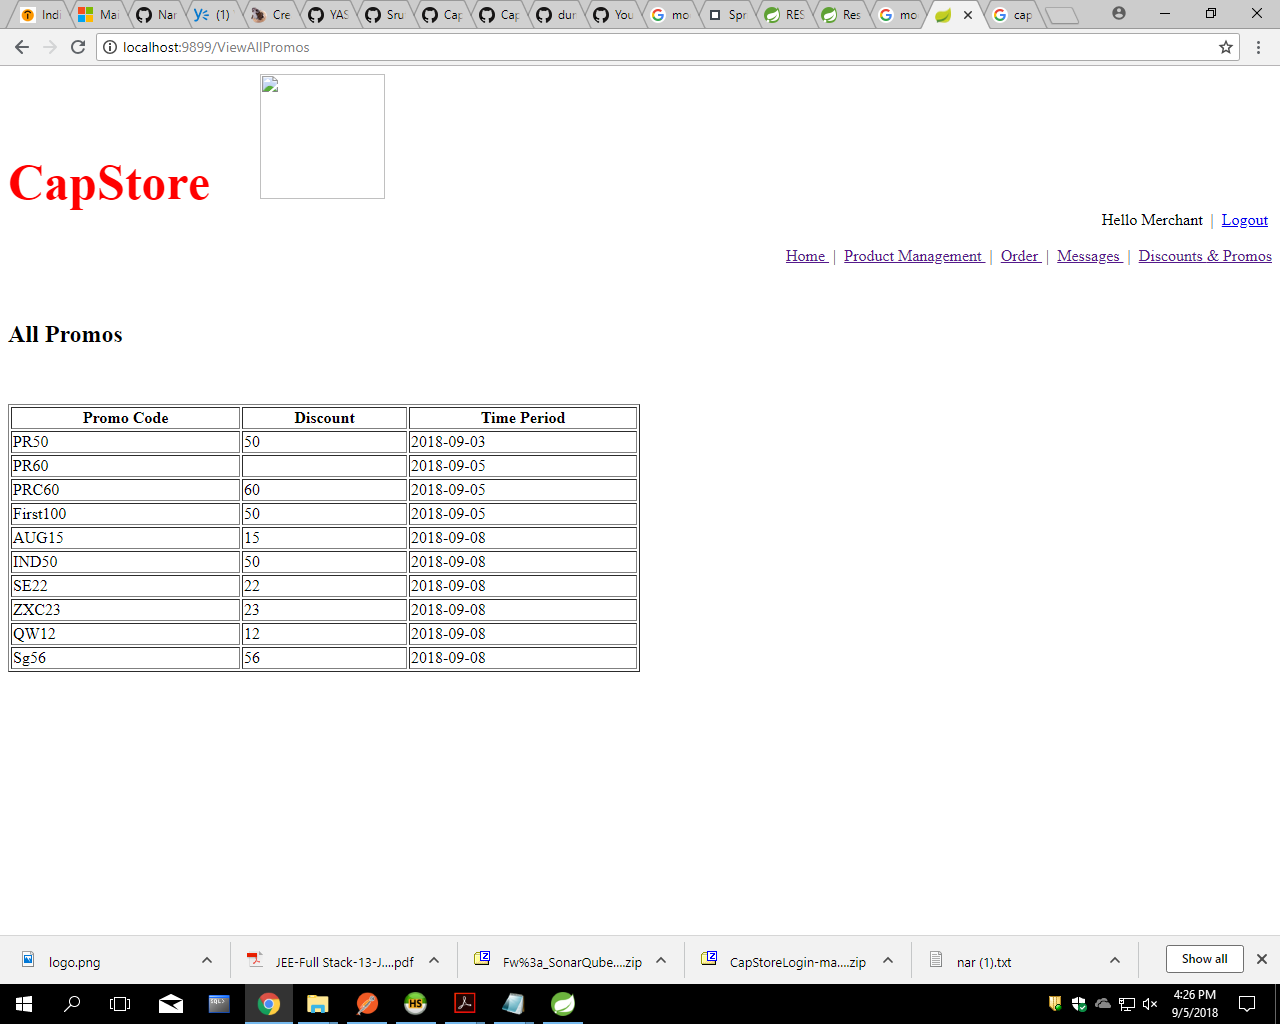 Indi
Mai
Nar
(1)
Cre
YAS
Sru
Cap
Cap
dur
You
mo
Spr
RES
Res
mo
cap
localhost:9899/ViewAllPromos
CapStore
Hello Merchant | Logout
Home | Product Management | Order | Messages | Discounts & Promos
All Promos
Promo Code Discount Time Period
PR50 50 2018-09-03
PR60 2018-09-05
PRC60 60 2018-09-05
First100 50 2018-09-05
AUG15 15 2018-09-08
IND50 50 2018-09-08
SE22 22 2018-09-08
ZXC23 23 2018-09-08
QW12 12 2018-09-08
Sg56 56 2018-09-08
logo.png
JEE-Full Stack-13-J....pdf
Fw%3a_SonarQube....zip
CapStoreLogin-ma....zip
nar (1).txt
Show all
HS
4:26 PM
9/5/2018